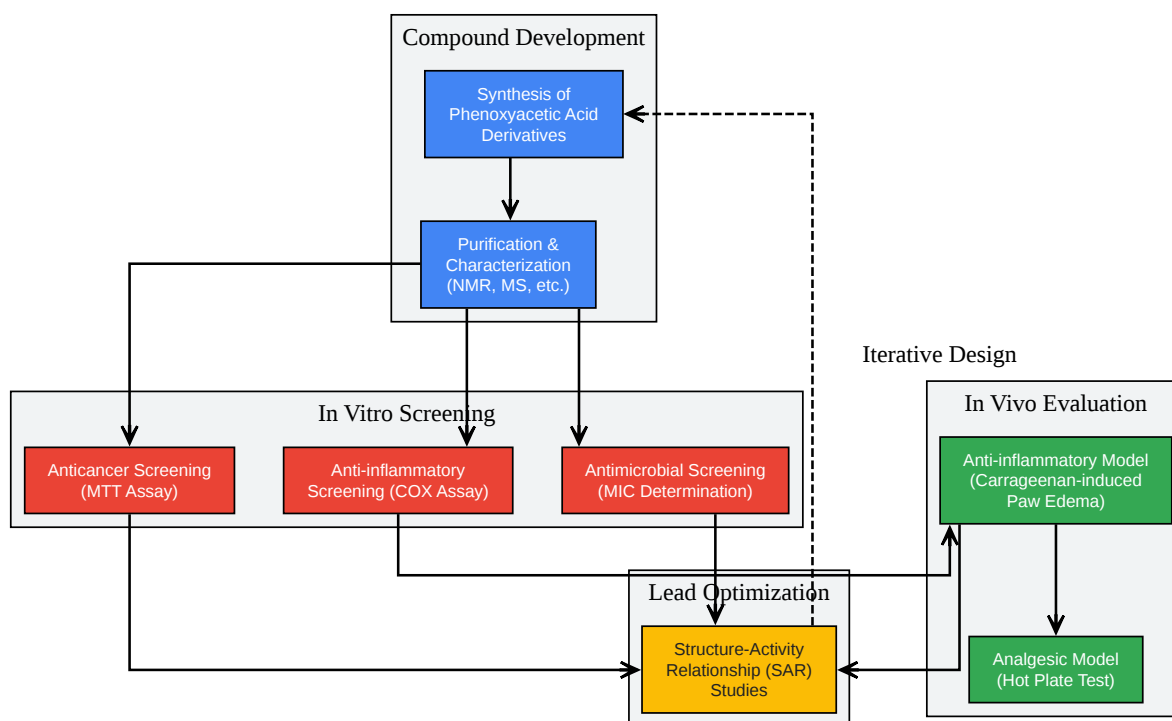 Compound Development
Synthesis of
Phenoxyacetic Acid
Derivatives
Purification &
Characterization
(NMR, MS, etc.)
Iterative Design
In Vitro Screening
Anticancer Screening
(MTT Assay)
Anti-inflammatory
Screening (COX Assay)
Antimicrobial Screening
(MIC Determination)
In Vivo Evaluation
Anti-inflammatory Model
(Carrageenan-induced
Paw Edema)
Analgesic Model
(Hot Plate Test)
Lead Optimization
Structure-Activity
Relationship (SAR)
Studies